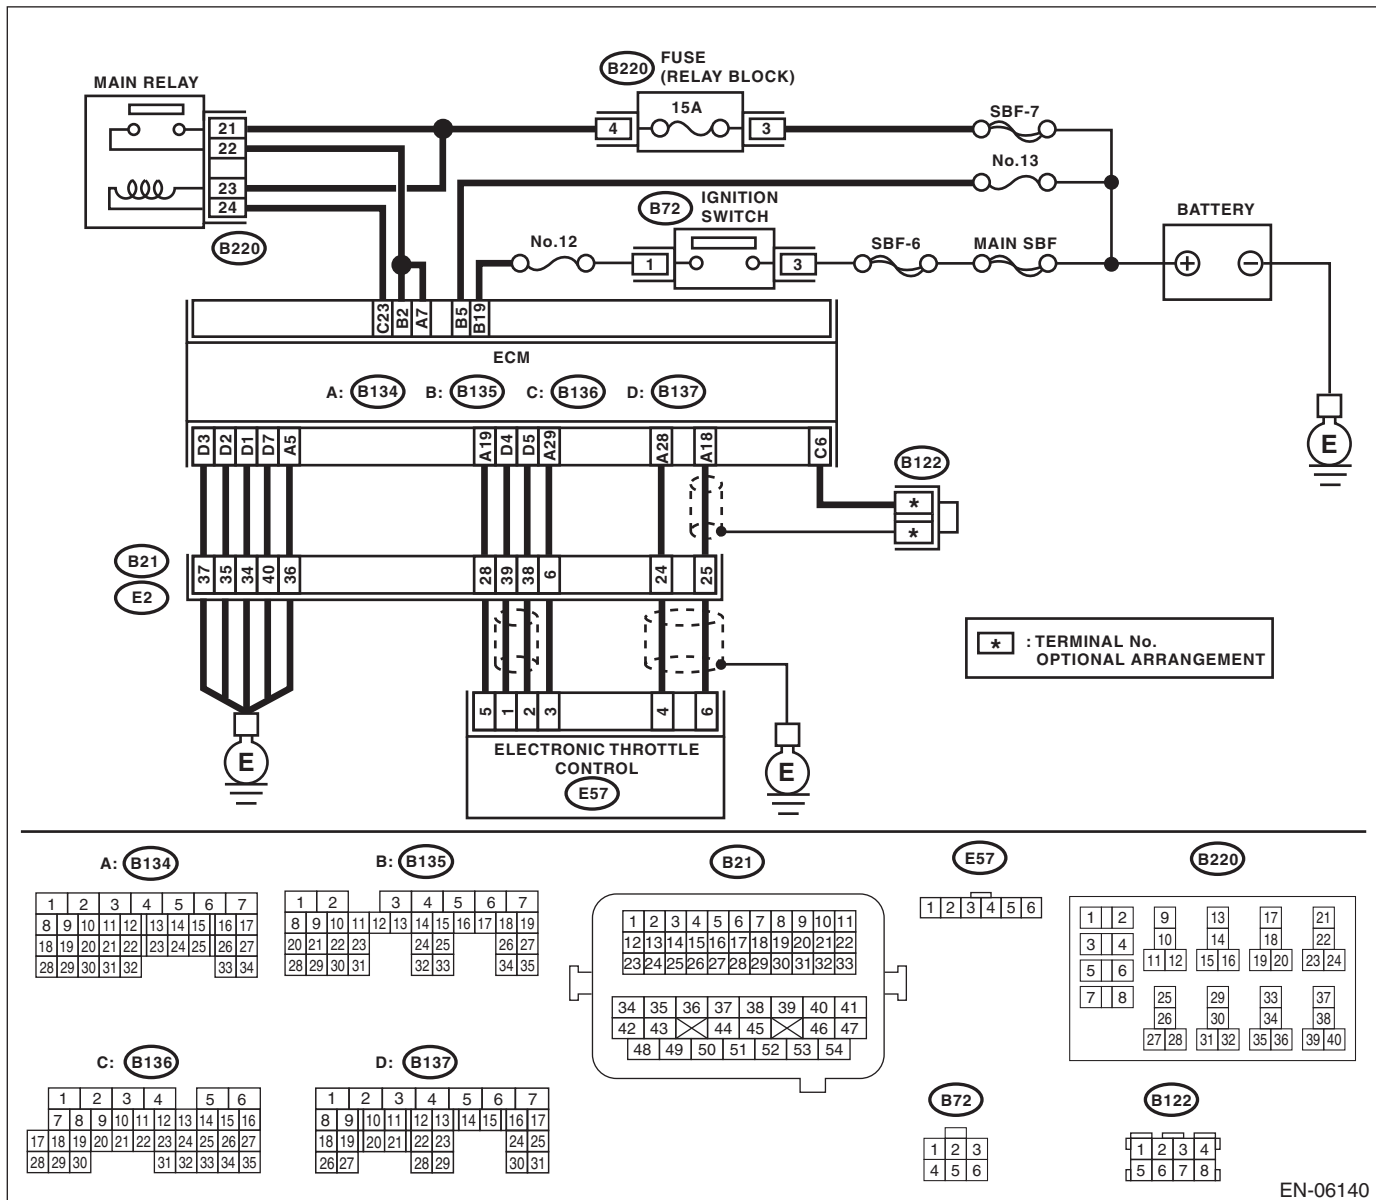 FUSE
(RELAY BLOCK)
B220
MAIN RELAY
15A
SBF-7
21
4
3
22
No.13
23
24
B220
B72
IGNITION
SWITCH
BATTERY
No.12
SBF-6
MAIN SBF
1
3
C23
B2
A7
B5
B19
ECM
A: B134 B: B135 C: B136 D: B137
D3
D2
D1
D7
A5
A19
D4
D5
A29
A28
A18
C6
E
B122
*
*
B21
E2
37
35
34
40
36
28
39
38
6
24
25
* : TERMINAL No.
OPTIONAL ARRANGEMENT
5
1
2
3
4
6
ELECTRONIC THROTTLE
CONTROL
E57
E
E
A: B134
1 2 3 4 5 6 7
8 9 10 11 12 13 14 15 16 17
18 19 20 21 22 23 24 25 26 27
28 29 30 31 32 33 34
B: B135
1 2 3 4 5 6 7
8 9 10 11 12 13 14 15 16 17 18 19
20 21 22 23 24 25 26 27
28 29 30 31 32 33 34 35
B21
1 2 3 4 5 6 7 8 9 10 11
12 13 14 15 16 17 18 19 20 21 22
23 24 25 26 27 28 29 30 31 32 33
34 35 36 37 38 39 40 41
42 43 44 45 46 47
48 49 50 51 52 53 54
E57
1 2 3 4 5 6
B220
1 2 9 13 17 21
3 4 10 14 18 22
5 6 11 12 15 16 19 20 23 24
7 8 25 29 33 37
26 30 34 38
27 28 31 32 35 36 39 40
C: B136
1 2 3 4 5 6
7 8 9 10 11 12 13 14 15 16
17 18 19 20 21 22 23 24 25 26 27
28 29 30 31 32 33 34 35
D: B137
1 2 3 4 5 6 7
8 9 10 11 12 13 14 15 16 17
18 19 20 21 22 23 24 25
26 27 28 29 30 31
B72
1 2 3
4 5 6
B122
1 2 3 4
5 6 7 8
EN-06140